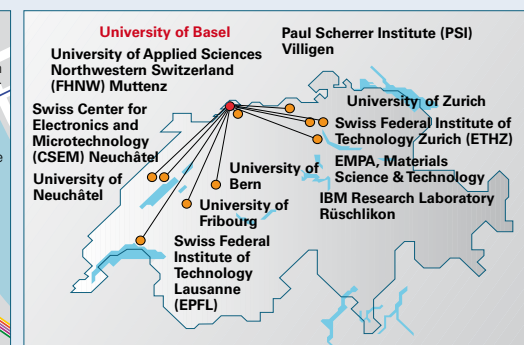 University of Basel
University of Applied Sciences
Northwestern Switzerland
(FHNW) Muttenz
Swiss Center for
Electronics and
Microtechnology
(CSEM) Neuchâtel
University of
Neuchâtel
University of
Bern
University of
Fribourg
Swiss Federal
Institute of
Technology
Lausanne
(EPFL)
Paul Scherrer Institute (PSI)
Villigen
University of Zurich
Swiss Federal Institute of
Technology Zurich (ETHZ)
EMPA, Materials
Science & Technology
IBM Research Laboratory
Rüschlikon